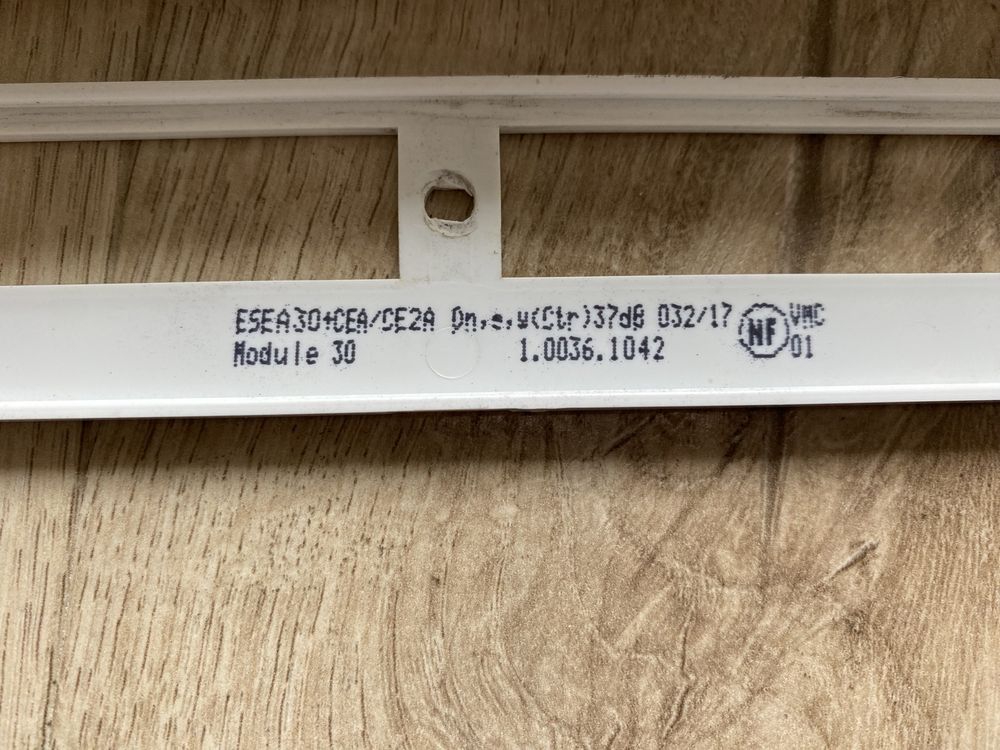 ESEA30+CEA/CE2A Dn,e,w(Ctr)37dB 032/17 NF VMC
Module 30 1.0036.1042 01